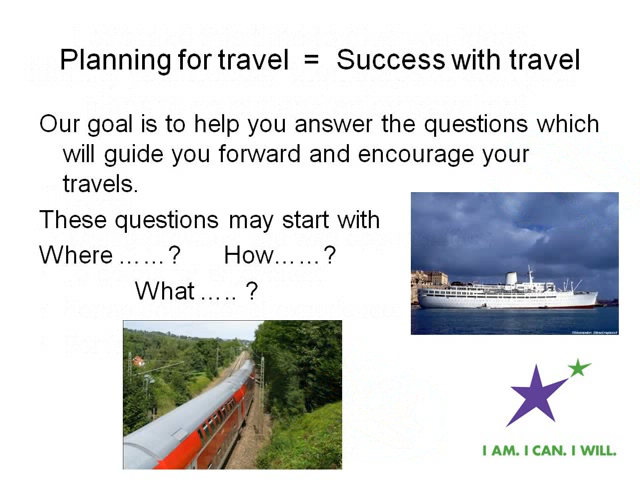 Planning for travel = Success with travel
Our goal is to help you answer the questions which
will guide you forward and encourage your
travels.
These questions may start with
Where ……? How……?
What ….. ?
I AM. I CAN. I WILL.